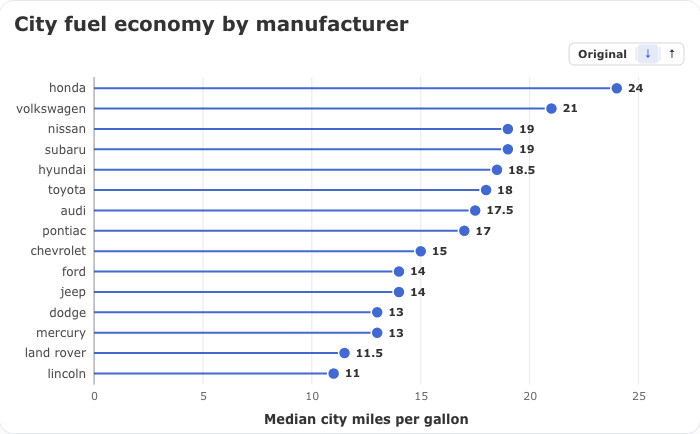 City fuel economy by manufacturer
Original ↓ ↑
honda 24
volkswagen 21
nissan 19
subaru 19
hyundai 18.5
toyota 18
audi 17.5
pontiac 17
chevrolet 15
ford 14
jeep 14
dodge 13
mercury 13
land rover 11.5
lincoln 11
0 5 10 15 20 25
Median city miles per gallon